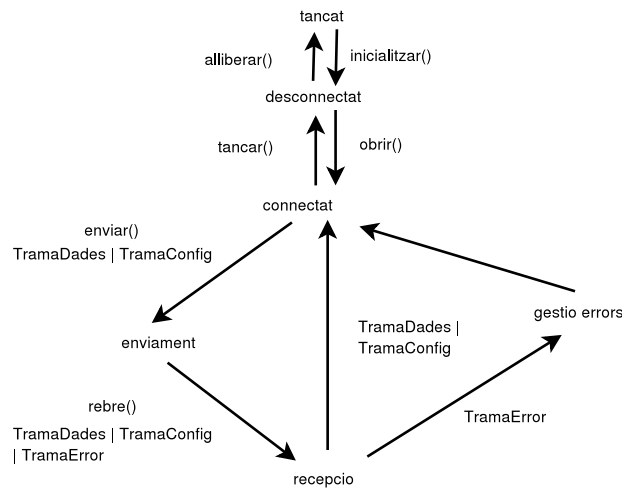 tancat
alliberar()
inicialitzar()
desconnectat
tancar()
obrir()
connectat
enviar()
TramaDades | TramaConfig
gestio errors
TramaDades |
TramaConfig
enviament
rebre()
TramaDades | TramaConfig
| TramaError
TramaError
recepcio